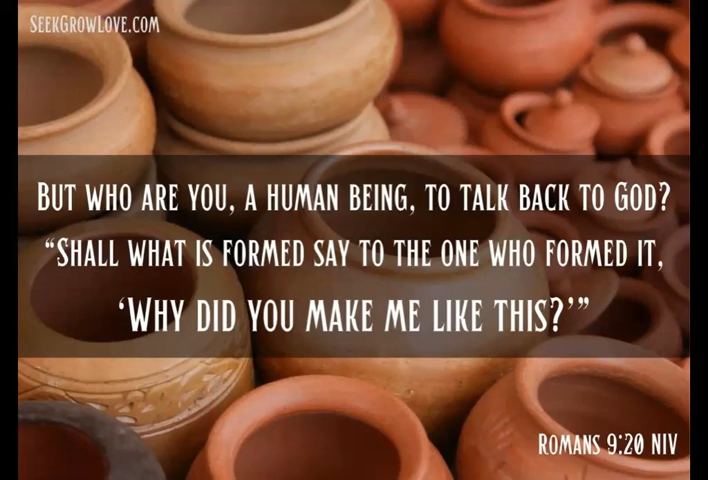 SeekGrowLove.com
But who are you, a human being, to talk back to God?
“Shall what is formed say to the one who formed it,
‘Why did you make me like this?’”
Romans 9:20 NIV